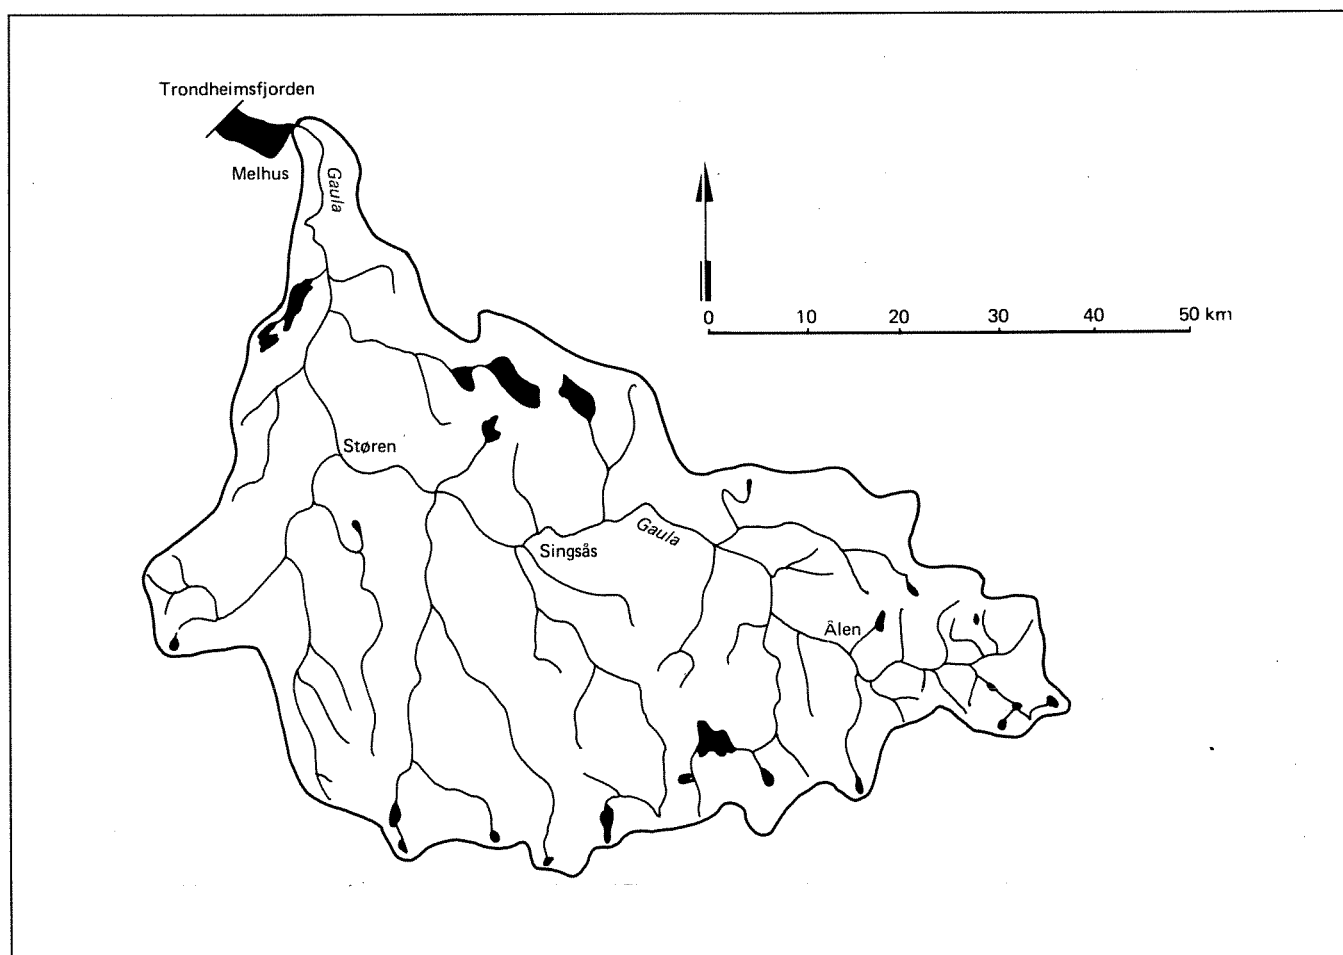 Trondheimsfjorden
Melhus
Gaula
0 10 20 30 40 50 km
Støren
Gaula
Singsås
Ålen